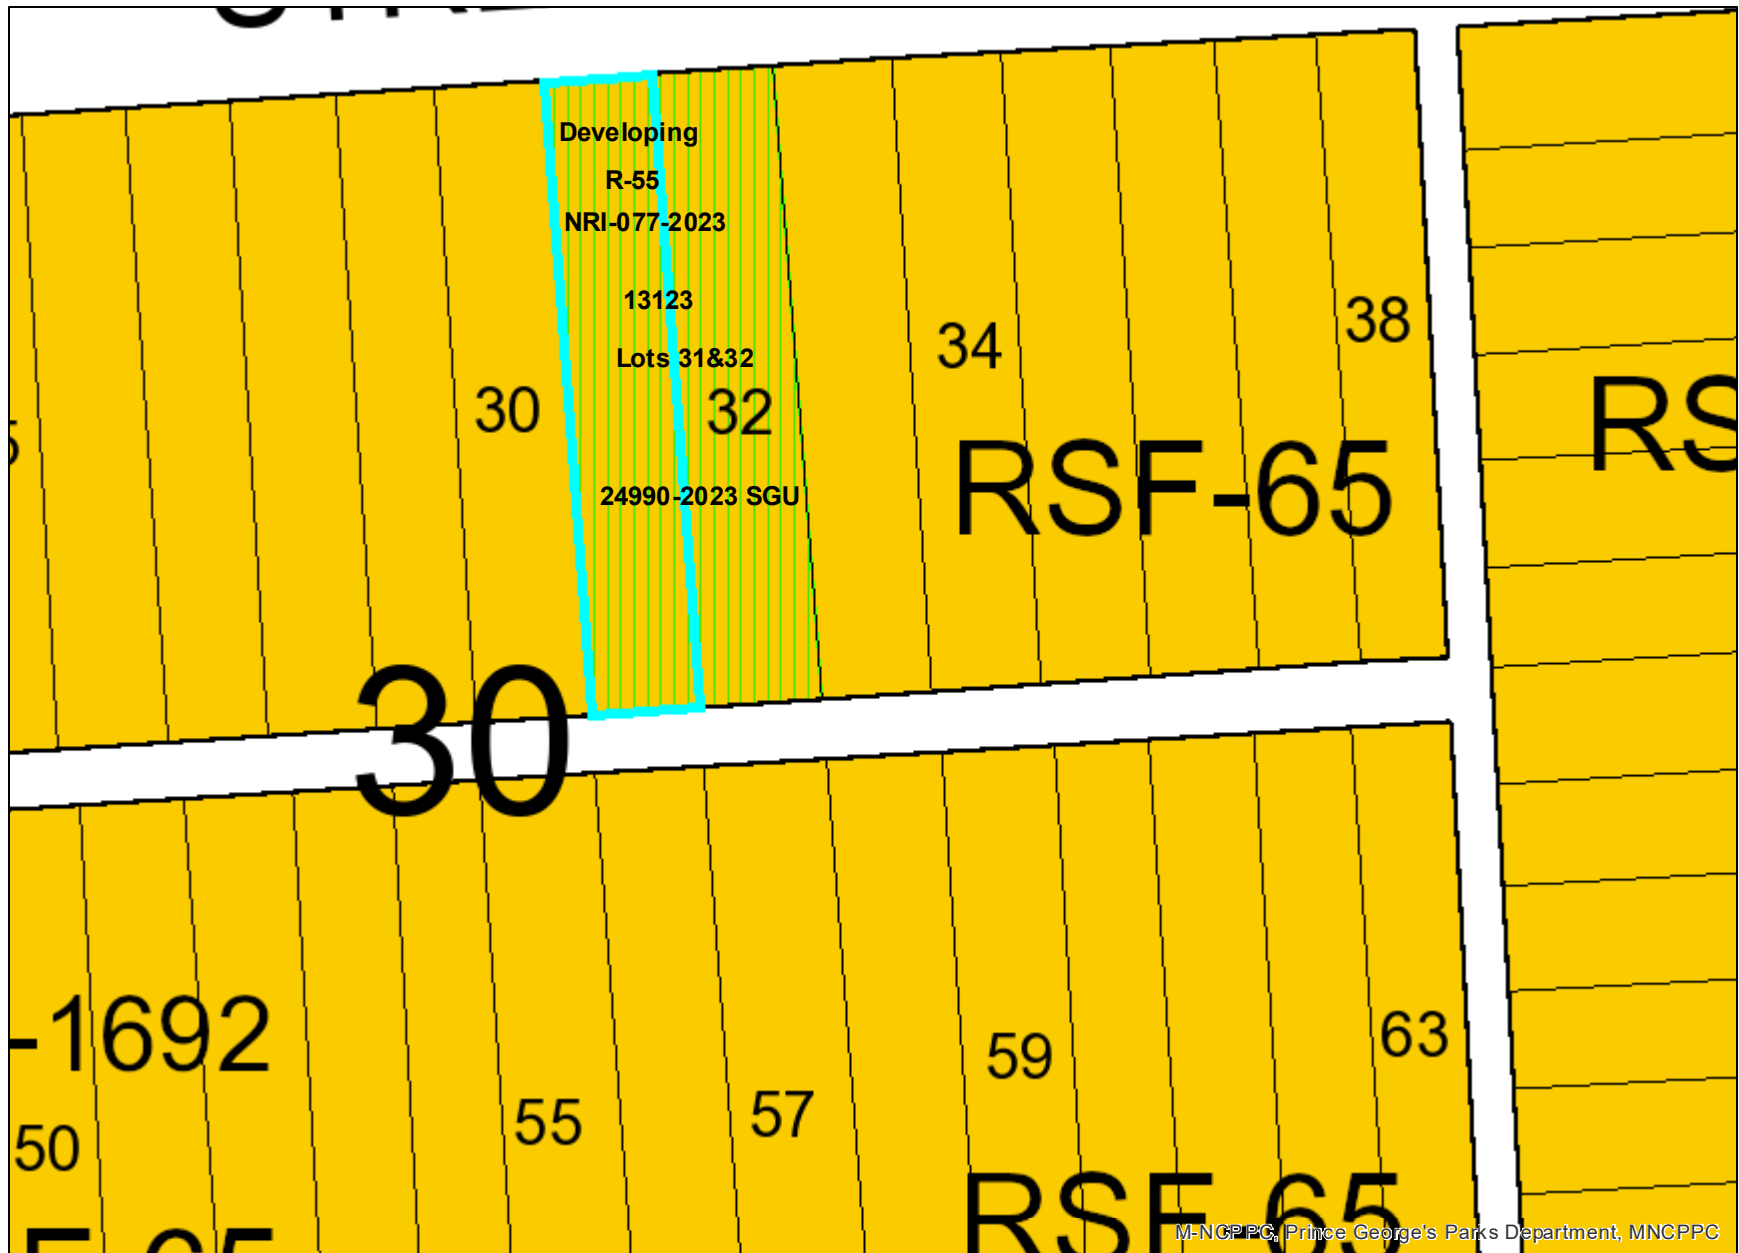 Developing
R-55
NRI-077-2023
13123
Lots 31&32
38
34
30
32
RSF-65
RS
24990-2023 SGU
30
-1692
63
59
57
55
50
RSF-65
M-NCPPC, Prince George's Parks Department, MNCPPC